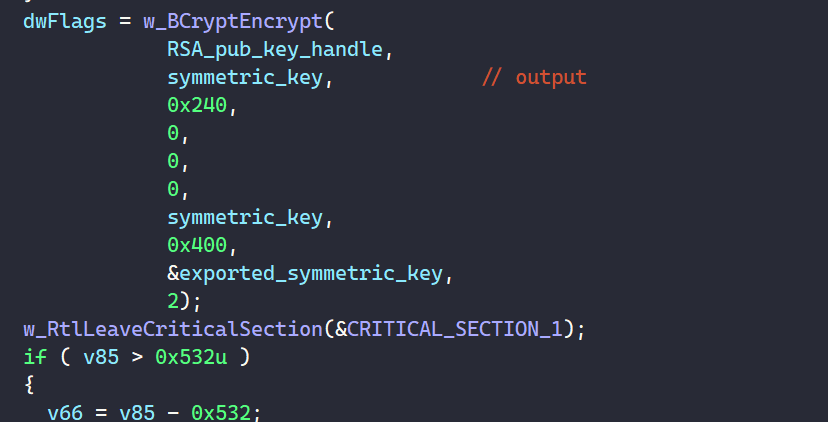 dwFlags = w_BCryptEncrypt(
RSA_pub_key_handle,
symmetric_key, // output
0x240,
0,
0,
0,
symmetric_key,
0x400,
&exported_symmetric_key,
2);
w_RtlLeaveCriticalSection(&CRITICAL_SECTION_1);
if ( v85 > 0x532u )
{
v66 = v85 - 0x532;